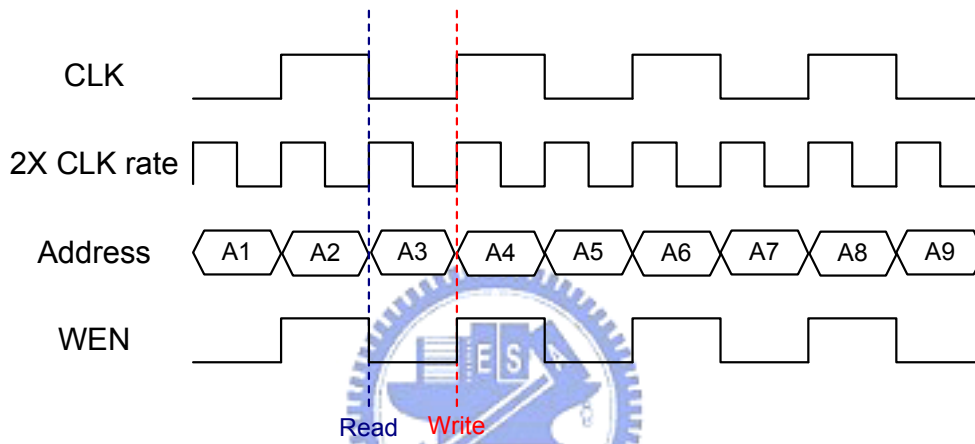 CLK
2X CLK rate
Address A1 A2 A3 A4 A5 A6 A7 A8 A9
WEN
E S
Read Write